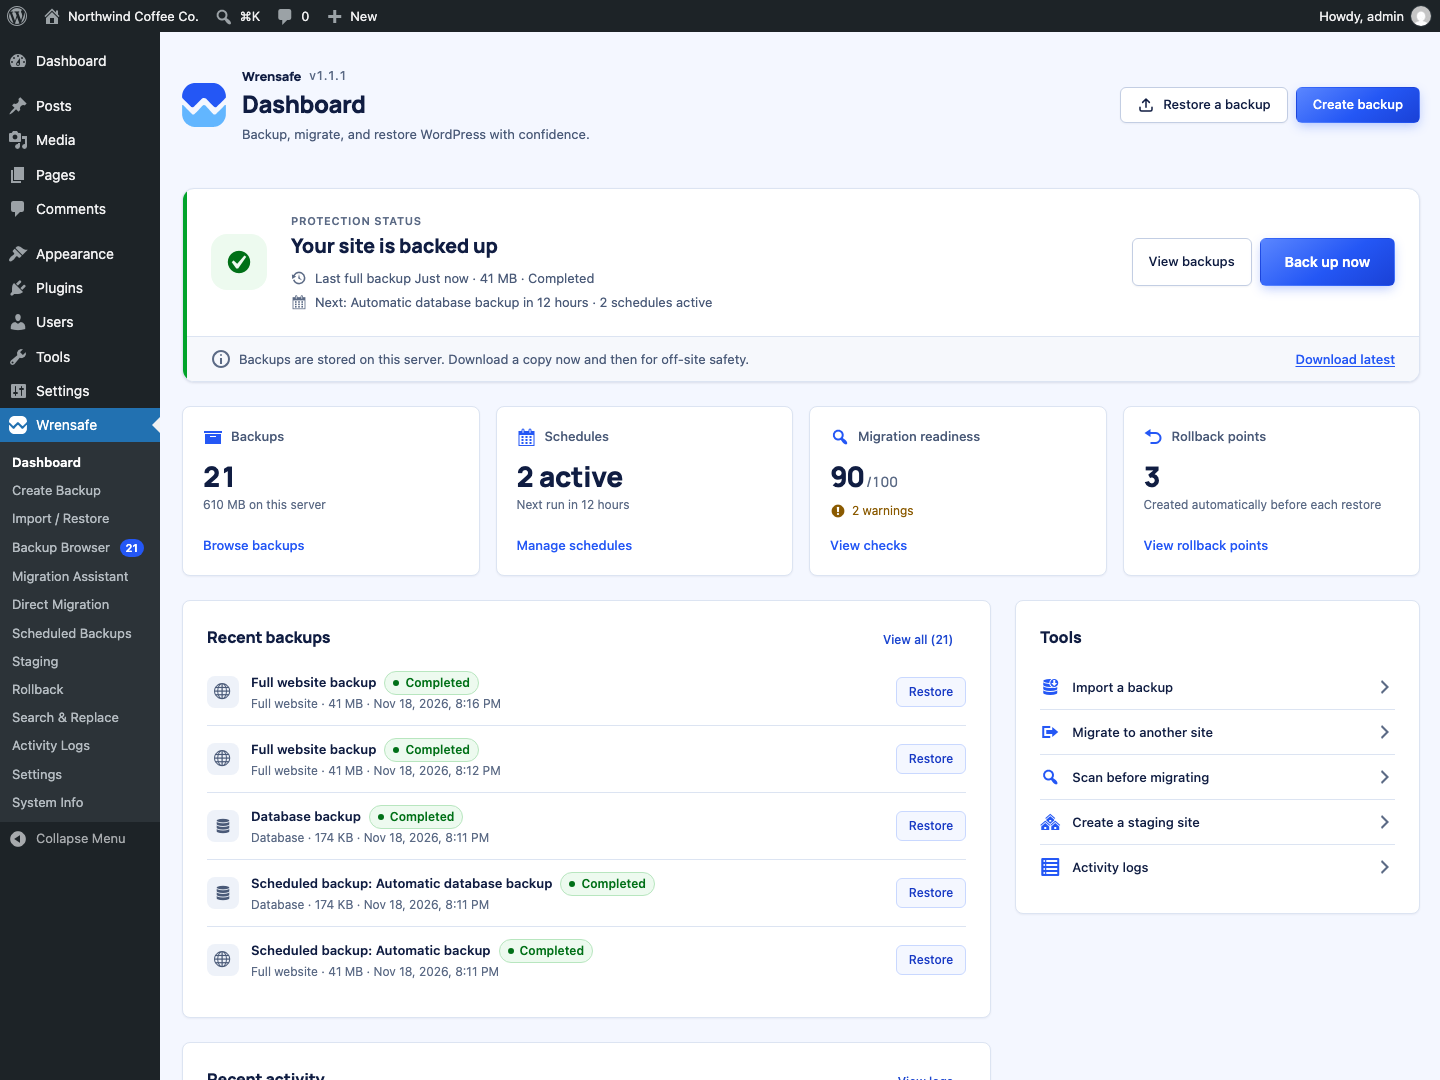 Northwind Coffee Co.
⌘K
0
New
Howdy, admin
Dashboard
Posts
Media
Pages
Comments
Appearance
Plugins
Users
Tools
Settings
Wrensafe
Dashboard
Create Backup
Import / Restore
Backup Browser 21
Migration Assistant
Direct Migration
Scheduled Backups
Staging
Rollback
Search & Replace
Activity Logs
Settings
System Info
Collapse Menu
Wrensafe v1.1.1
Dashboard
Backup, migrate, and restore WordPress with confidence.
Restore a backup
Create backup
PROTECTION STATUS
Your site is backed up
Last full backup Just now · 41 MB · Completed
Next: Automatic database backup in 12 hours · 2 schedules active
View backups
Back up now
Backups are stored on this server. Download a copy now and then for off-site safety.
Download latest
Backups
21
610 MB on this server
Browse backups
Schedules
2 active
Next run in 12 hours
Manage schedules
Migration readiness
90/100
2 warnings
View checks
Rollback points
3
Created automatically before each restore
View rollback points
Recent backups
View all (21)
Full website backup Completed
Full website · 41 MB · Nov 18, 2026, 8:16 PM
Restore
Full website backup Completed
Full website · 41 MB · Nov 18, 2026, 8:12 PM
Restore
Database backup Completed
Database · 174 KB · Nov 18, 2026, 8:11 PM
Restore
Scheduled backup: Automatic database backup Completed
Database · 174 KB · Nov 18, 2026, 8:11 PM
Restore
Scheduled backup: Automatic backup Completed
Full website · 41 MB · Nov 18, 2026, 8:11 PM
Restore
Tools
Import a backup
Migrate to another site
Scan before migrating
Create a staging site
Activity logs
Recent activity
View logs